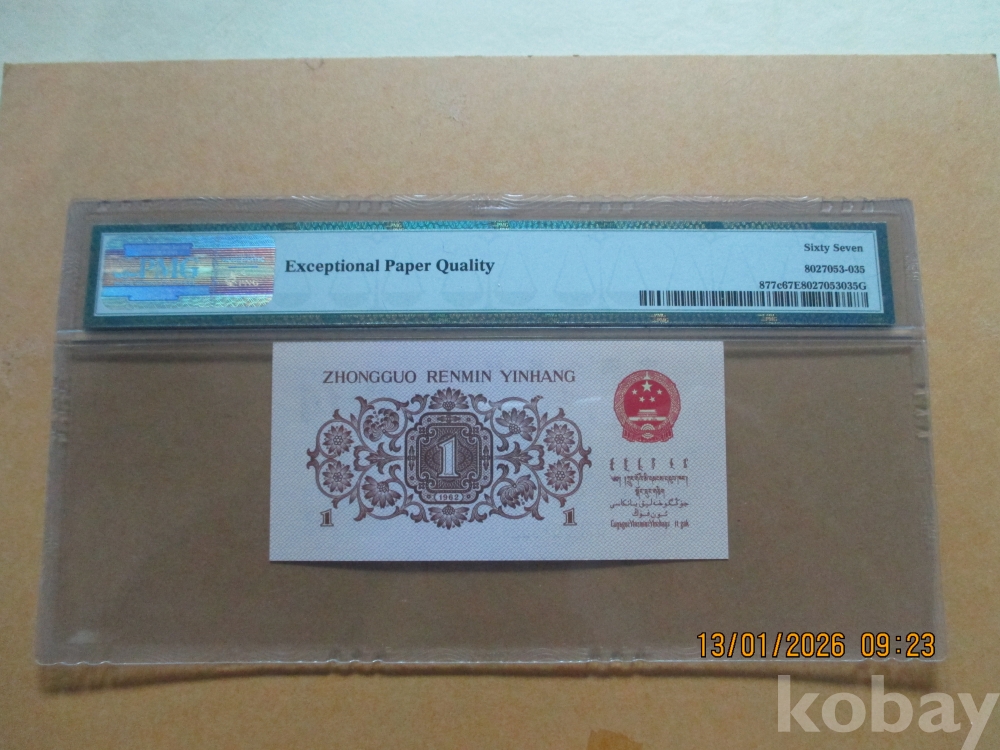 PMG
Exceptional Paper Quality
Sixty Seven
8027053-035
877c67E8027053035G
ZHONGGUO RENMIN YINHANG
1
(1962)
1
1
13/01/2026 09:23
kobay